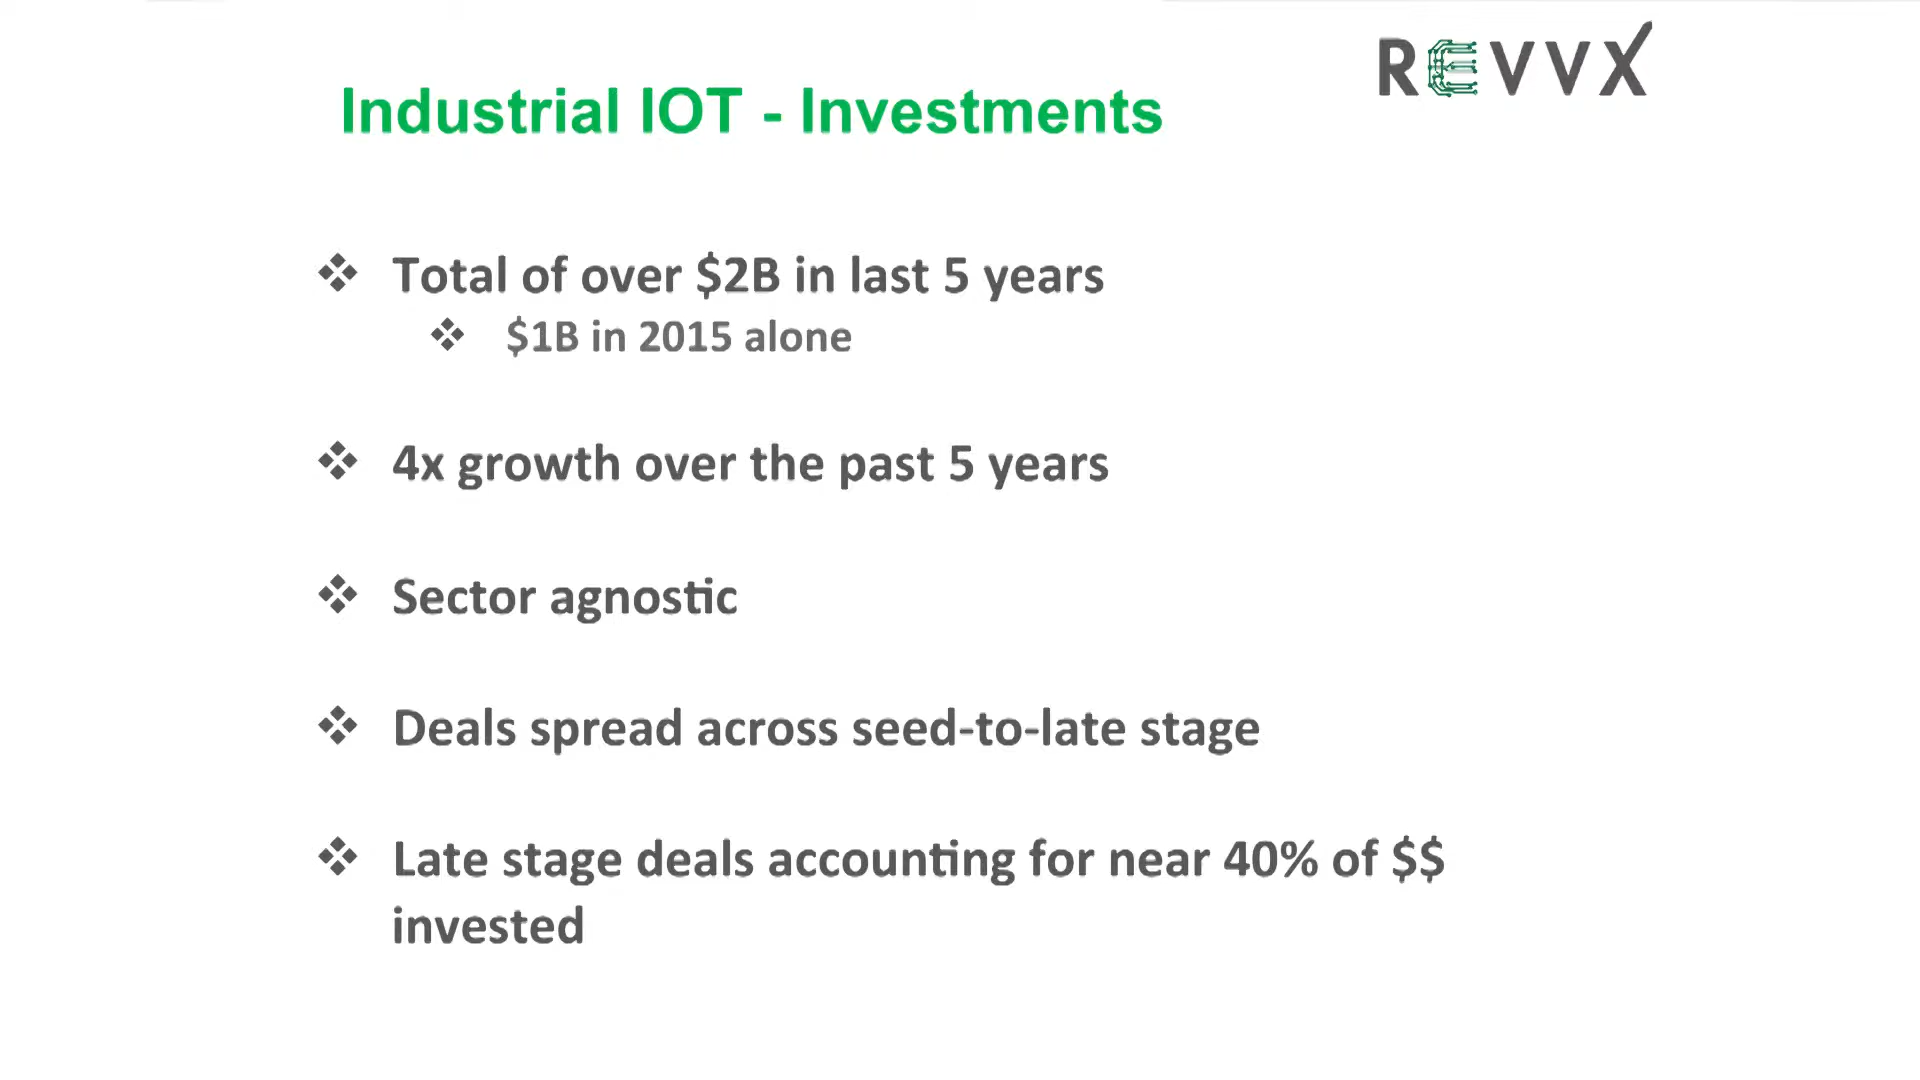 REVVX
Industrial IOT - Investments
❖ Total of over $2B in last 5 years
❖ $1B in 2015 alone
❖ 4x growth over the past 5 years
❖ Sector agnostic
❖ Deals spread across seed-to-late stage
❖ Late stage deals accounting for near 40% of $$
invested